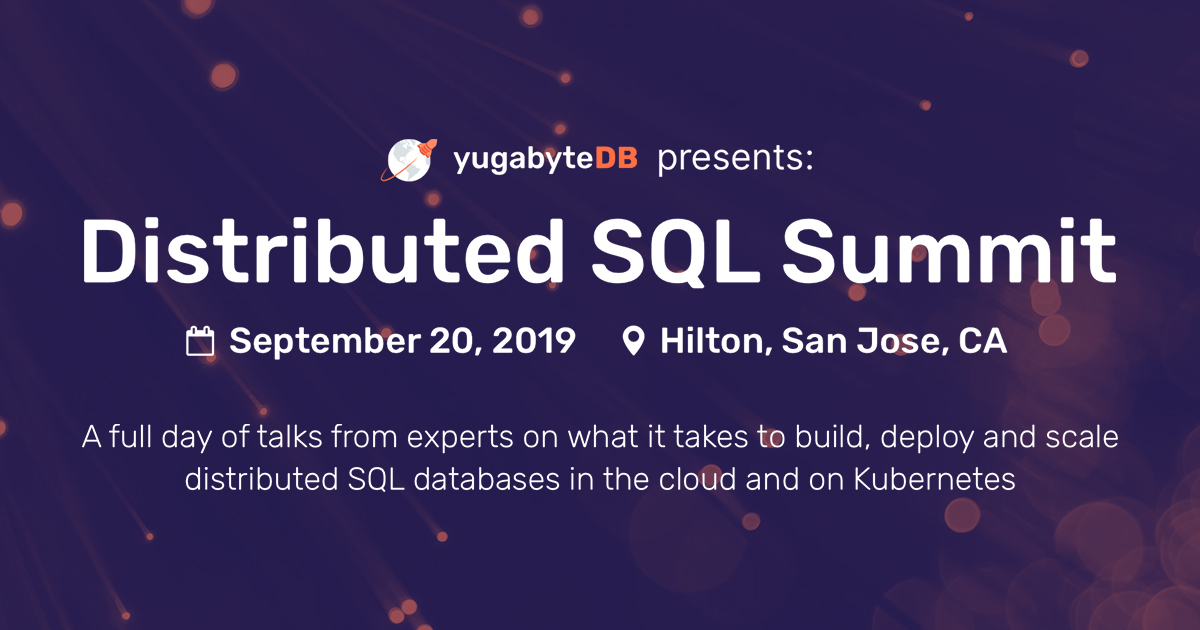 yugabyteDB presents:
Distributed SQL Summit
September 20, 2019 Hilton, San Jose, CA
A full day of talks from experts on what it takes to build, deploy and scale
distributed SQL databases in the cloud and on Kubernetes